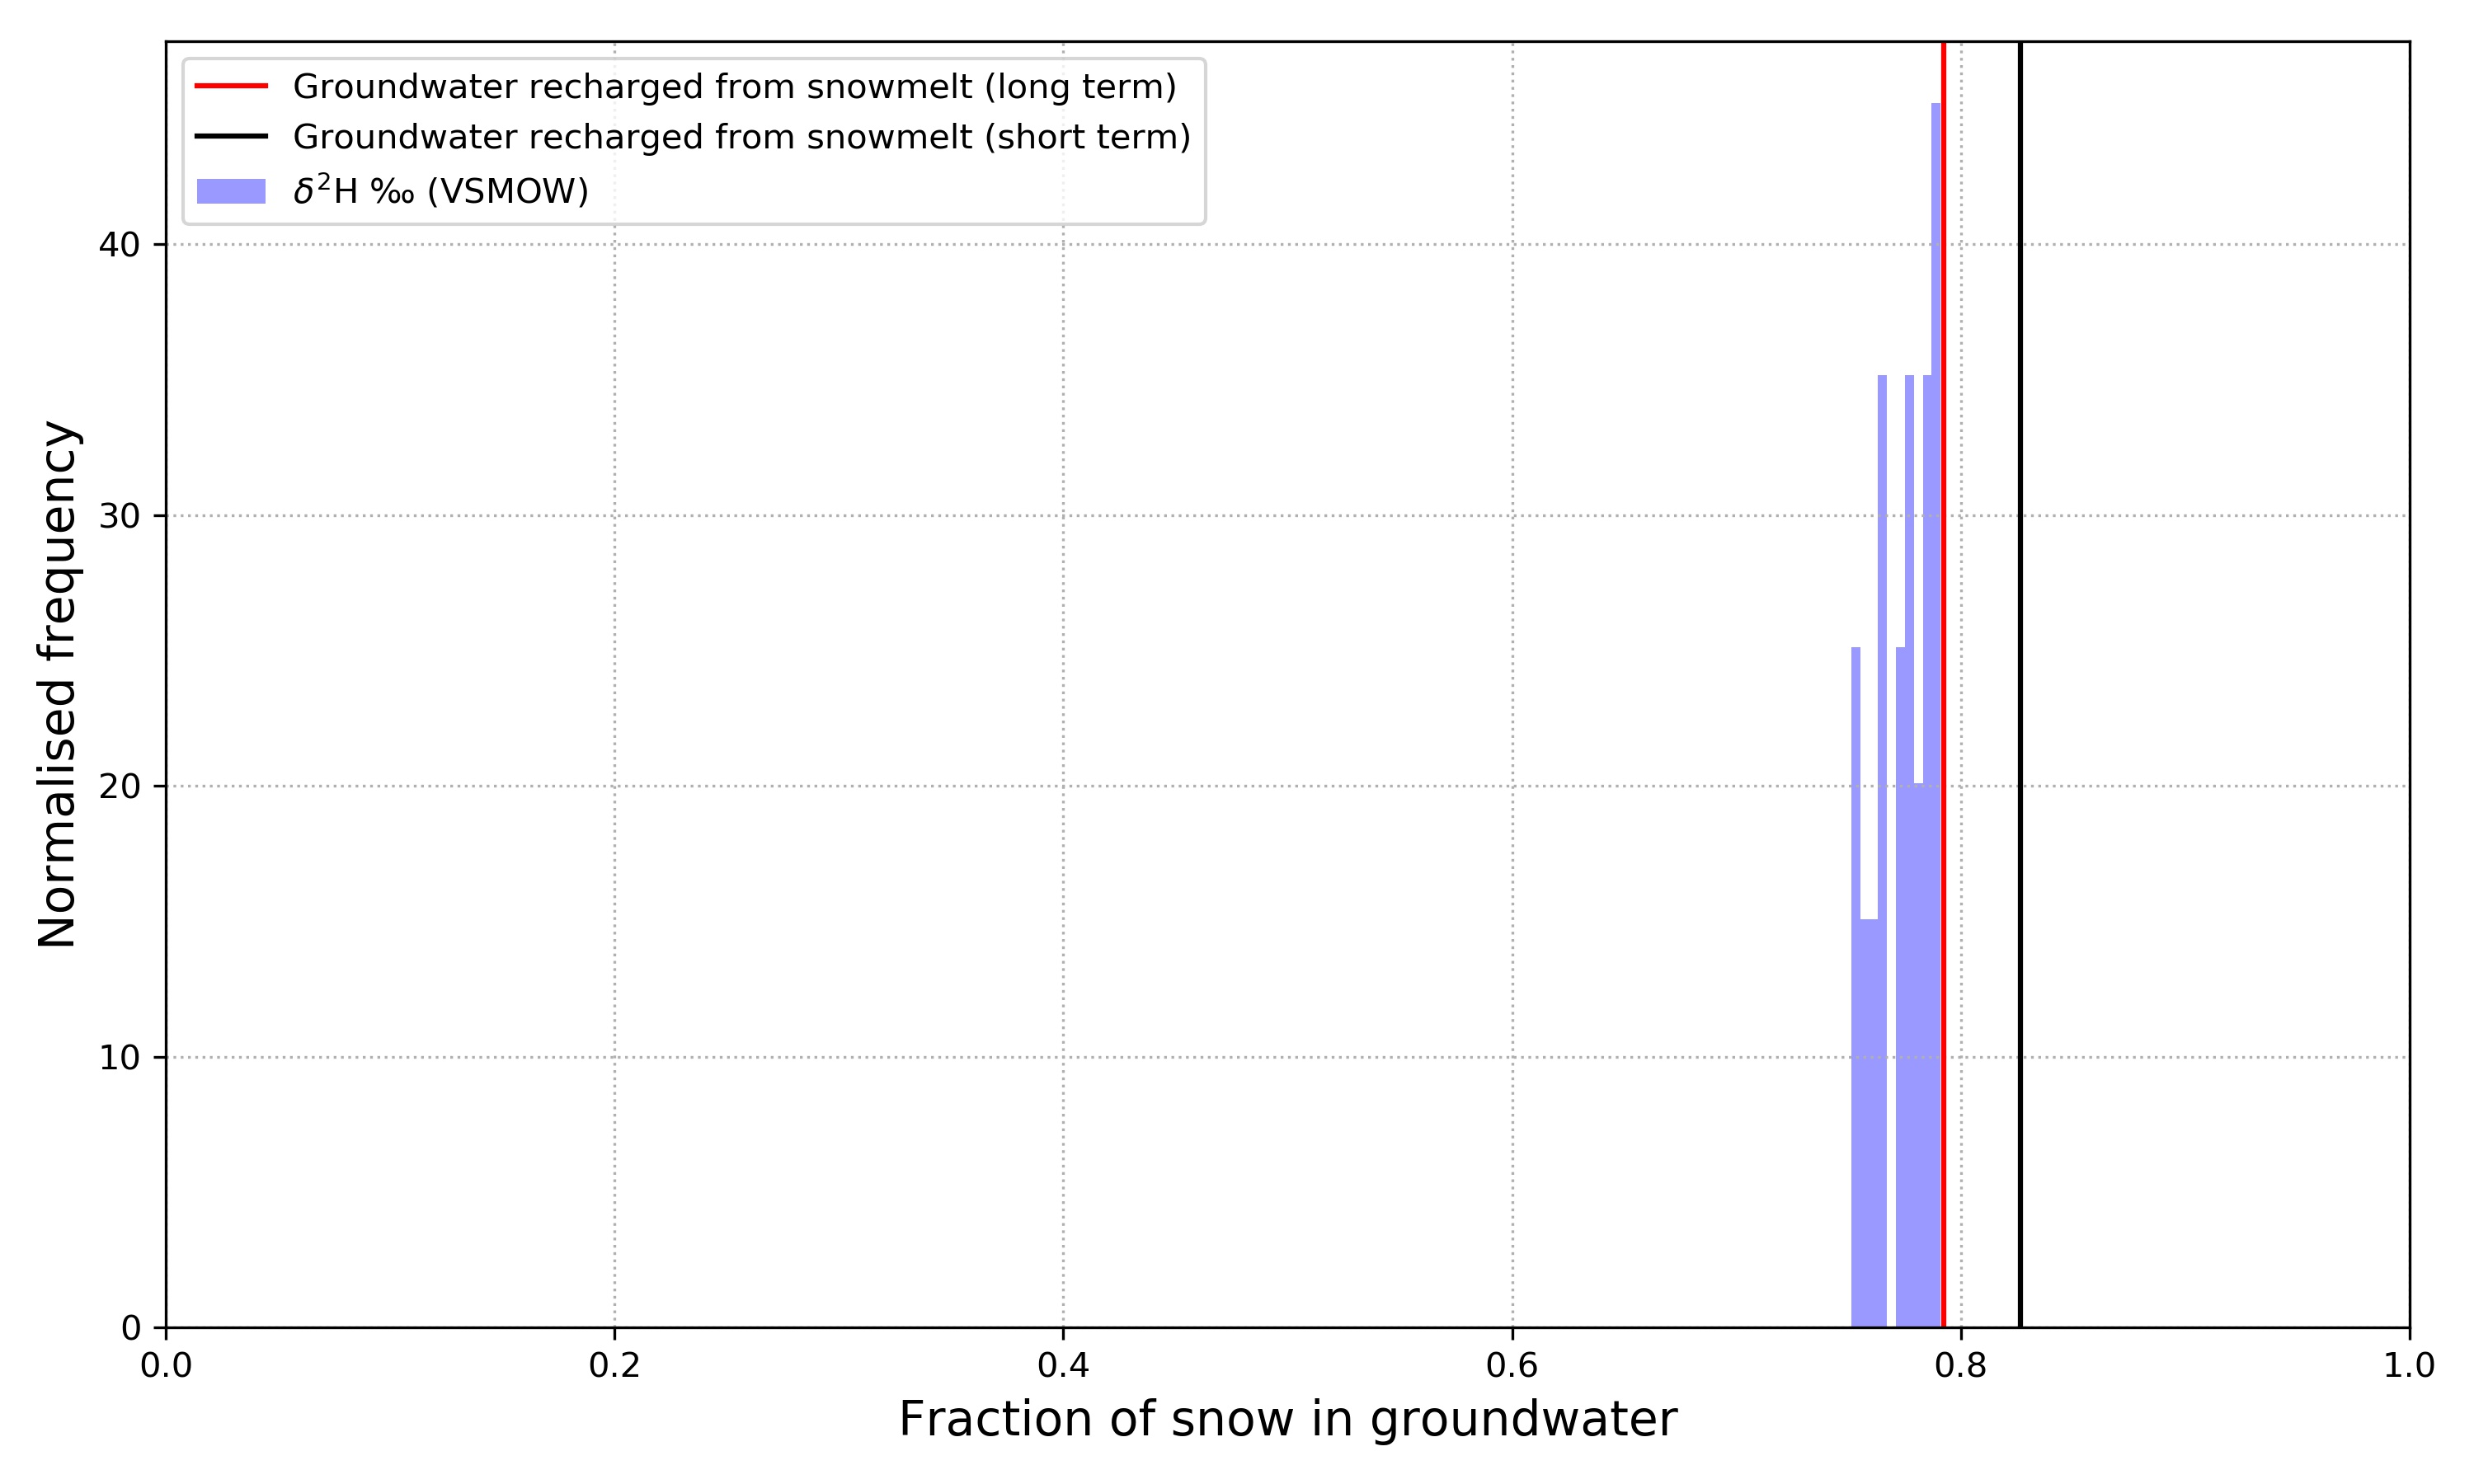 Groundwater recharged from snowmelt (long term)
Groundwater recharged from snowmelt (short term)
δ²H ‰ (VSMOW)
40
30
20
10
0
Normalised frequency
0.0 0.2 0.4 0.6 0.8 1.0
Fraction of snow in groundwater